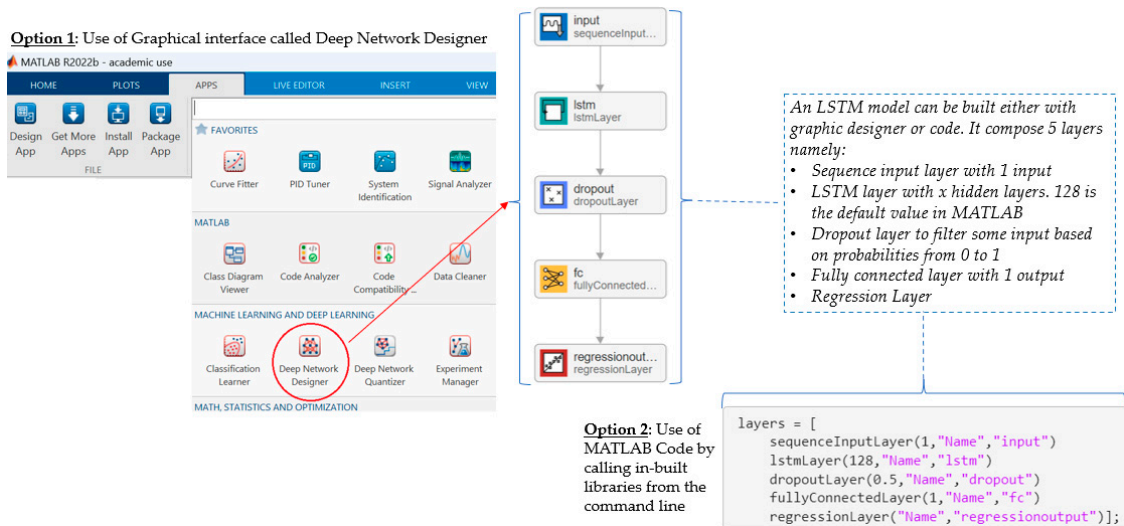 Option 1: Use of Graphical interface called Deep Network Designer
MATLAB R2022b - academic use
HOME PLOTS APPS LIVE EDITOR INSERT VIEW
Design App
Get More Apps
Install App
Package App
FILE
FAVORITES
Curve Fitter
PID
PID Tuner
System Identification
Signal Analyzer
MATLAB
Class Diagram Viewer
Code Analyzer
Code Compatibility ...
Data Cleaner
MACHINE LEARNING AND DEEP LEARNING
Classification Learner
Deep Network Designer
Deep Network Quantizer
Experiment Manager
MATH, STATISTICS AND OPTIMIZATION
input
sequenceInput...
lstm
lstmLayer
dropout
dropoutLayer
fc
fullyConnected...
regressionout...
regressionLayer
An LSTM model can be built either with
graphic designer or code. It compose 5 layers
namely:
• Sequence input layer with 1 input
• LSTM layer with x hidden layers. 128 is
the default value in MATLAB
• Dropout layer to filter some input based
on probabilities from 0 to 1
• Fully connected layer with 1 output
• Regression Layer
Option 2: Use of
MATLAB Code by
calling in-built
libraries from the
command line
layers = [
sequenceInputLayer(1,"Name","input")
lstmLayer(128,"Name","lstm")
dropoutLayer(0.5,"Name","dropout")
fullyConnectedLayer(1,"Name","fc")
regressionLayer("Name","regressionoutput")];